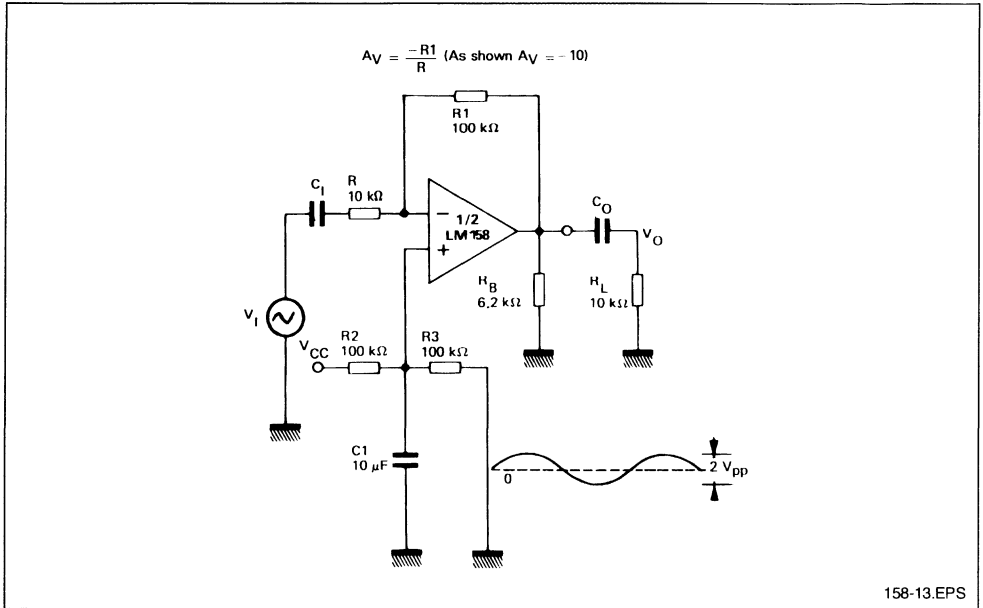 AV = -R1/R (As shown AV = -10)
R1
100 kΩ
CI
R
10 kΩ
1/2
LM158
CO
VO
RB
6.2 kΩ
RL
10 kΩ
VI
VCC
R2
100 kΩ
R3
100 kΩ
C1
10 µF
0
2 Vpp
158-13.EPS